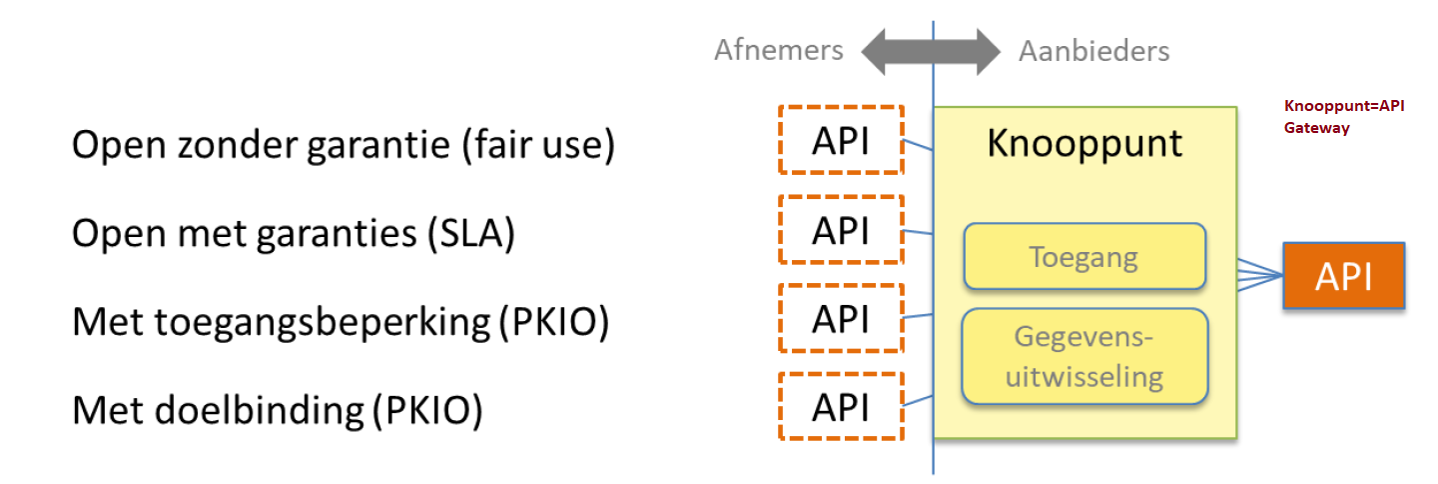 Afnemers
Aanbieders
Open zonder garantie (fair use)
API
Knooppunt
Knooppunt=API
Gateway
Open met garanties (SLA)
API
Toegang
API
Met toegangsbeperking (PKIO)
API
Gegevens-
uitwisseling
Met doelbinding (PKIO)
API